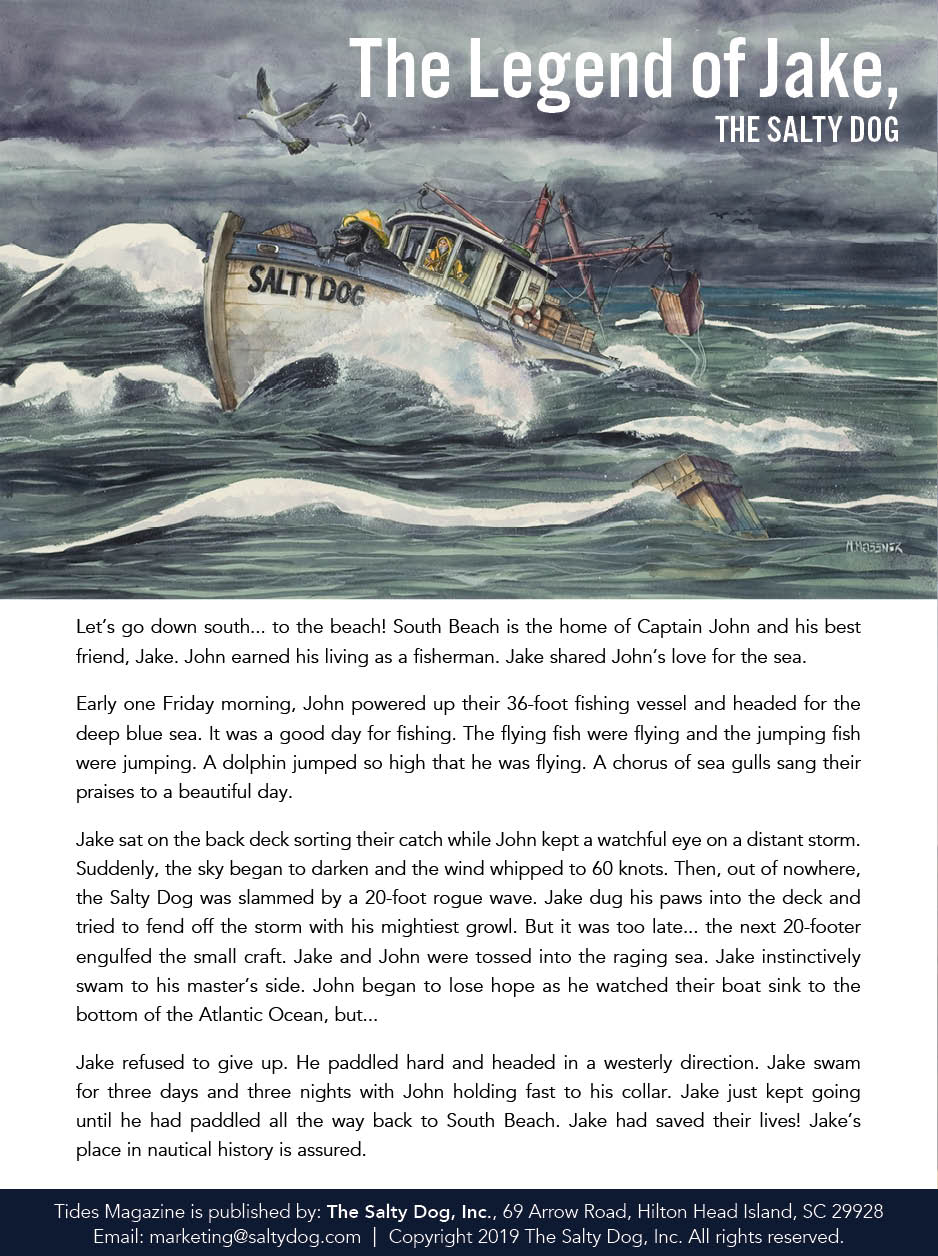 The Legend of Jake,
THE SALTY DOG
SALTY DOG
M. MEISSNER
Let's go down south... to the beach! South Beach is the home of Captain John and his best
friend, Jake. John earned his living as a fisherman. Jake shared John's love for the sea.
Early one Friday morning, John powered up their 36-foot fishing vessel and headed for the
deep blue sea. It was a good day for fishing. The flying fish were flying and the jumping fish
were jumping. A dolphin jumped so high that he was flying. A chorus of sea gulls sang their
praises to a beautiful day.
Jake sat on the back deck sorting their catch while John kept a watchful eye on a distant storm.
Suddenly, the sky began to darken and the wind whipped to 60 knots. Then, out of nowhere,
the Salty Dog was slammed by a 20-foot rogue wave. Jake dug his paws into the deck and
tried to fend off the storm with his mightiest growl. But it was too late... the next 20-footer
engulfed the small craft. Jake and John were tossed into the raging sea. Jake instinctively
swam to his master's side. John began to lose hope as he watched their boat sink to the
bottom of the Atlantic Ocean, but...
Jake refused to give up. He paddled hard and headed in a westerly direction. Jake swam
for three days and three nights with John holding fast to his collar. Jake just kept going
until he had paddled all the way back to South Beach. Jake had saved their lives! Jake's
place in nautical history is assured.
Tides Magazine is published by: The Salty Dog, Inc., 69 Arrow Road, Hilton Head Island, SC 29928
Email: marketing@saltydog.com | Copyright 2019 The Salty Dog, Inc. All rights reserved.